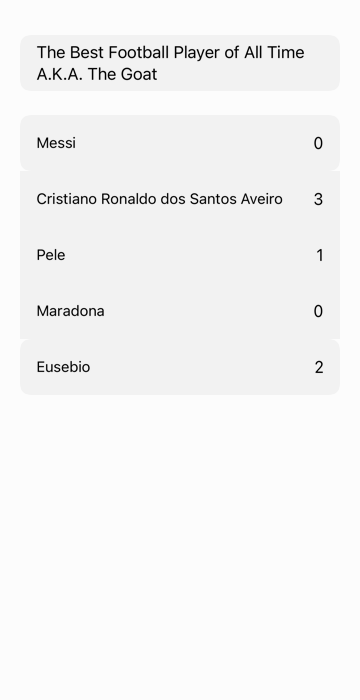 The Best Football Player of All Time
A.K.A. The Goat
Messi 0
Cristiano Ronaldo dos Santos Aveiro 3
Pele 1
Maradona 0
Eusebio 2